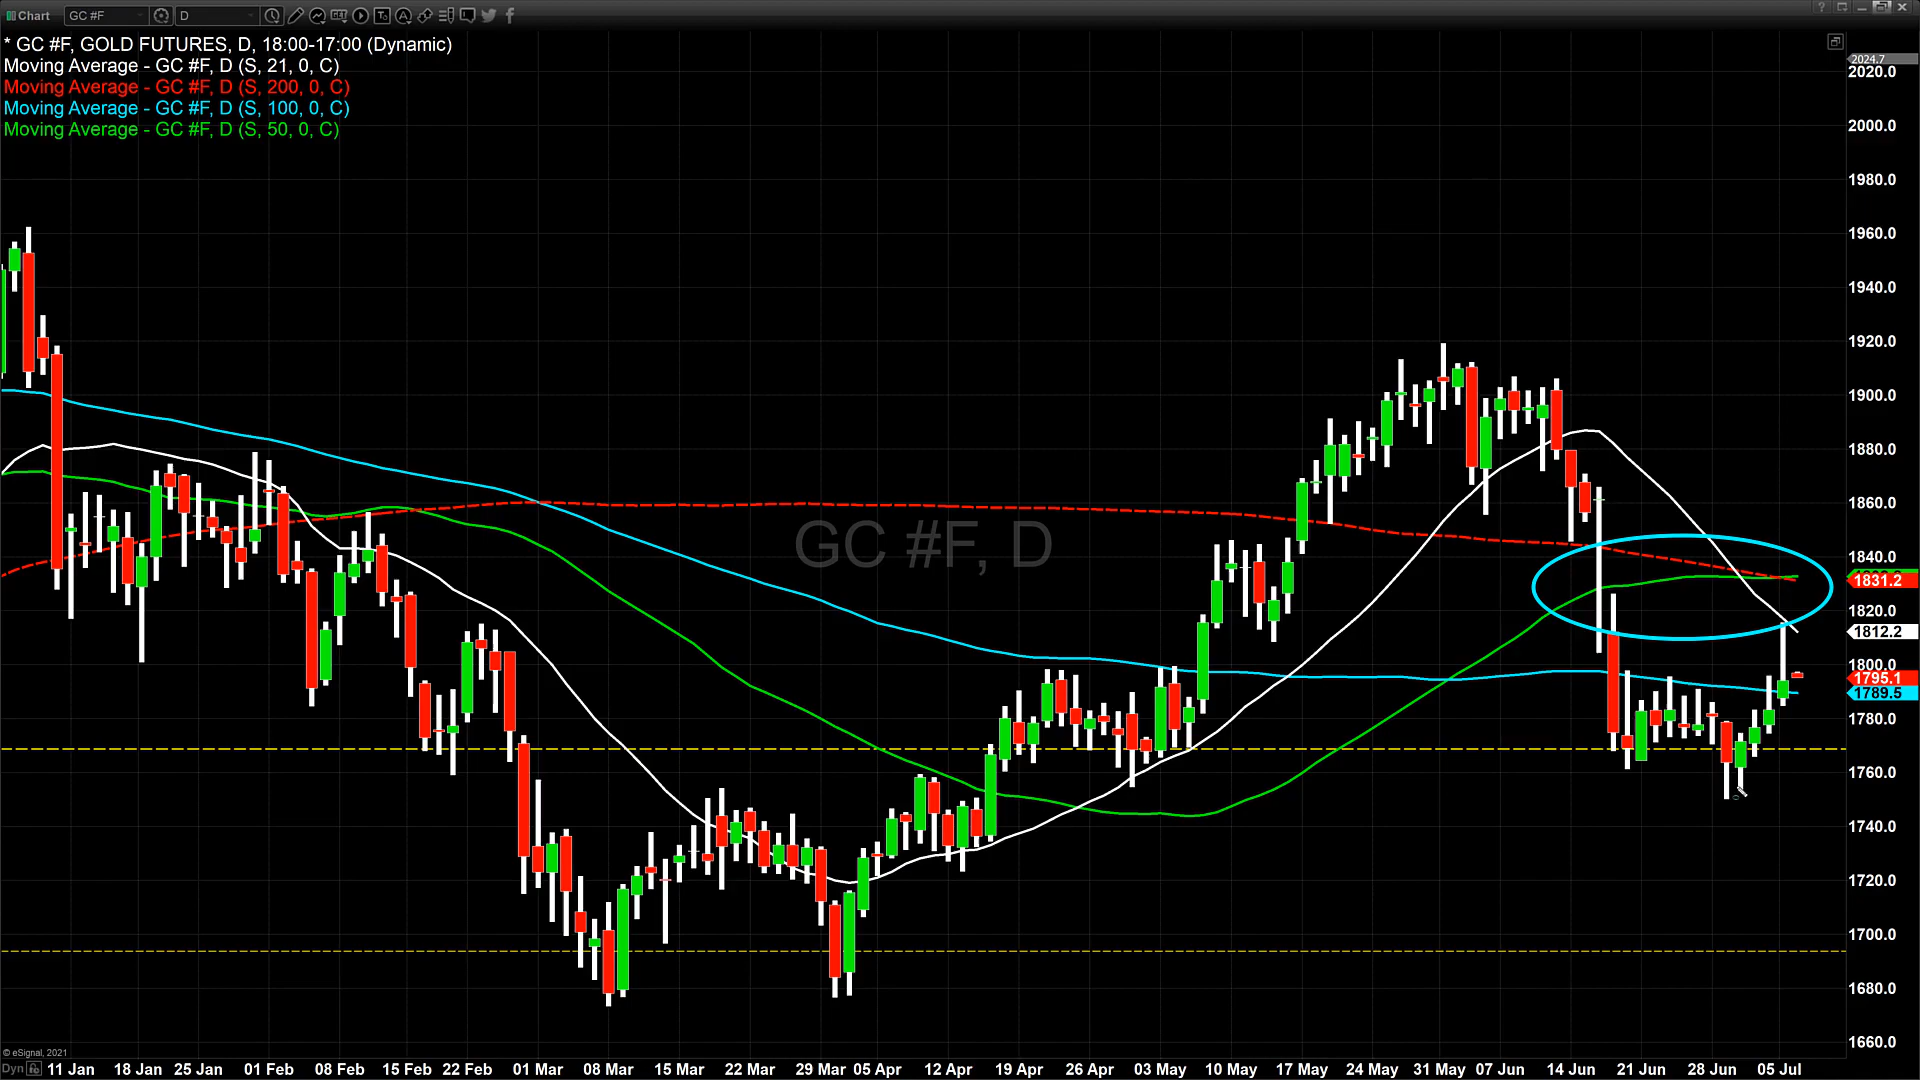 Chart GC #F D
* GC #F, GOLD FUTURES, D, 18:00-17:00 (Dynamic)
Moving Average - GC #F, D (S, 21, 0, C)
Moving Average - GC #F, D (S, 200, 0, C)
Moving Average - GC #F, D (S, 100, 0, C)
Moving Average - GC #F, D (S, 50, 0, C)
2024.7
2020.0
2000.0
1980.0
1960.0
1940.0
1920.0
1900.0
1880.0
1860.0
1840.0
1831.2
1820.0
1812.2
1800.0
1795.1
1789.5
1780.0
1760.0
1740.0
1720.0
1700.0
1680.0
1660.0
GC #F, D
© eSignal, 2021
Dyn 11 Jan 18 Jan 25 Jan 01 Feb 08 Feb 15 Feb 22 Feb 01 Mar 08 Mar 15 Mar 22 Mar 29 Mar 05 Apr 12 Apr 19 Apr 26 Apr 03 May 10 May 17 May 24 May 31 May 07 Jun 14 Jun 21 Jun 28 Jun 05 Jul